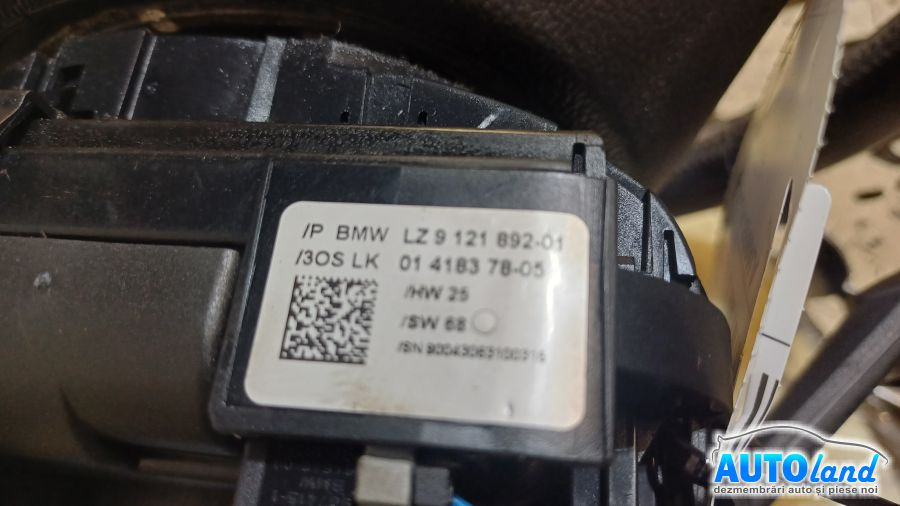 /P BMW LZ 9 121 892-01
/3OS LK 01 4183 78-05
/HW 25
/SW 68
/SN 90043063100316
AUTOland
dezmembrări auto și piese noi